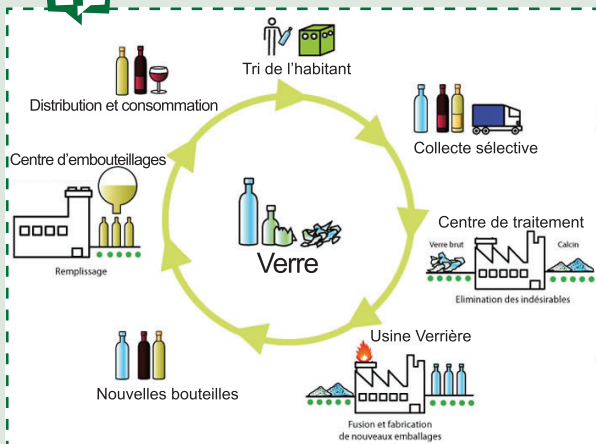 Tri de l'habitant
Distribution et consommation
Collecte sélective
Centre d'embouteillages
Remplissage
Centre de traitement
Verre brut
Calcin
Elimination des indésirables
Verre
Usine Verrière
Nouvelles bouteilles
Fusion et fabrication
de nouveaux emballages